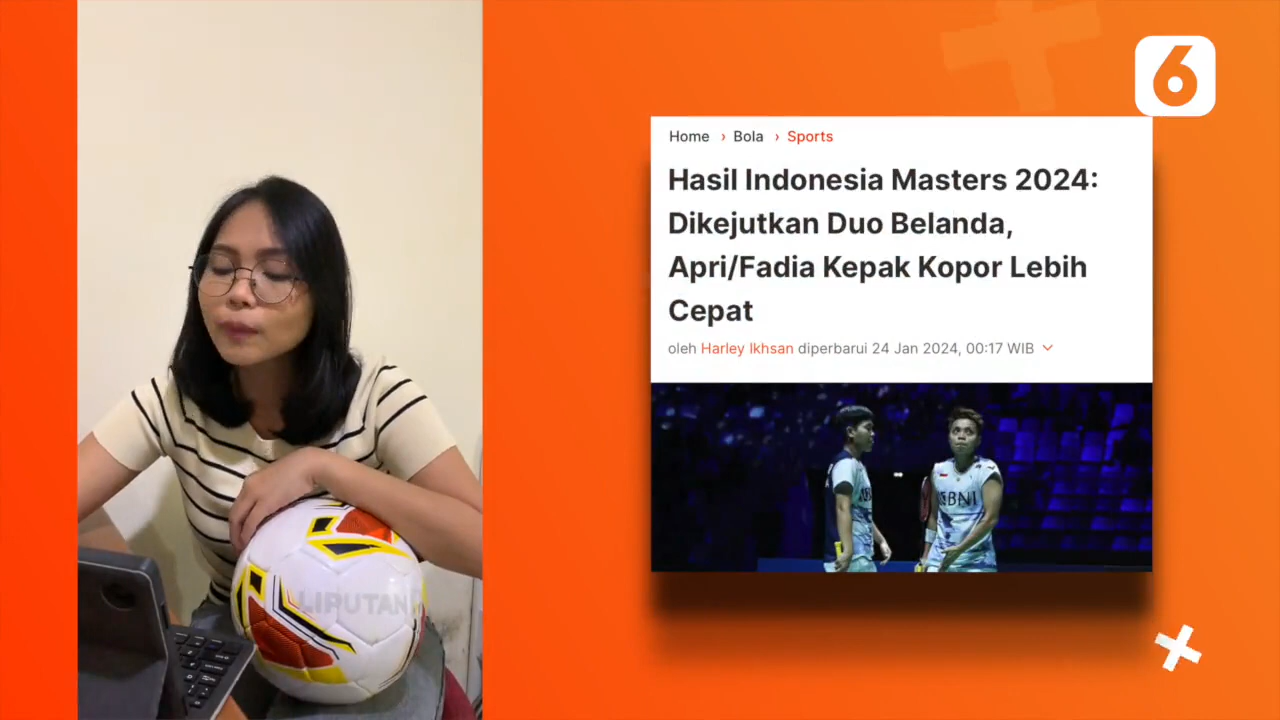 6
Home › Bola › Sports
Hasil Indonesia Masters 2024:
Dikejutkan Duo Belanda,
Apri/Fadia Kepak Kopor Lebih
Cepat
oleh Harley Ikhsan diperbarui 24 Jan 2024, 00:17 WIB
BNI
LIPUTAN